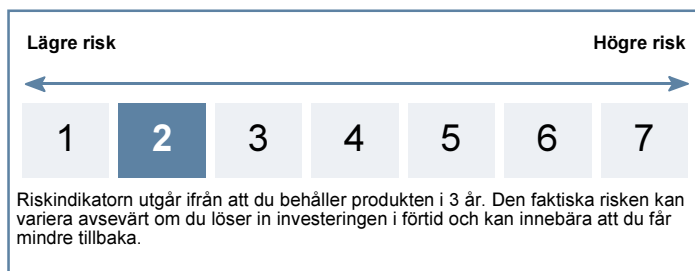 Lägre risk Högre risk
1 2 3 4 5 6 7
Riskindikatorn utgår ifrån att du behåller produkten i 3 år. Den faktiska risken kan
variera avsevärt om du löser in investeringen i förtid och kan innebära att du får
mindre tillbaka.